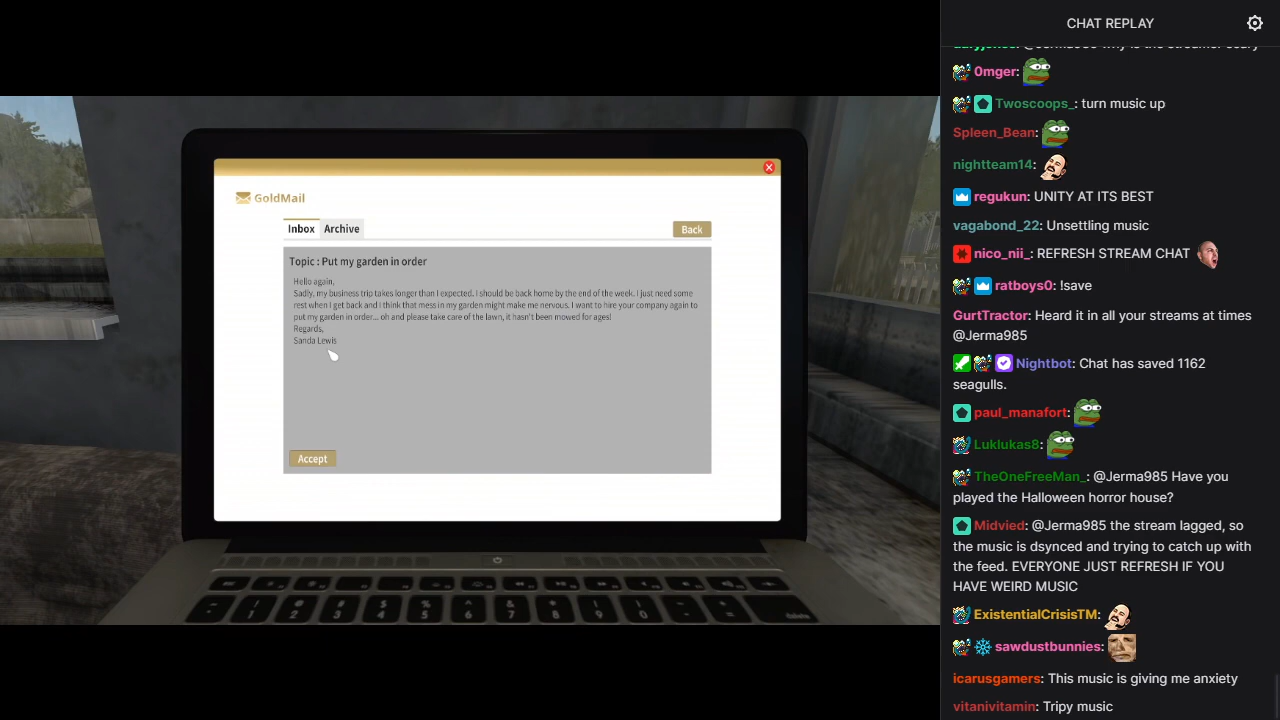 GoldMail
Inbox Archive
Back
Topic : Put my garden in order
Hello again,
Sadly, my business trip takes longer than I expected. I should be back home by the end of the week. I just need some
rest when I get back and I think that mess in my garden might make me nervous. I want to hire your company again to
put my garden in order... oh and please take care of the lawn, it hasn't been mowed for ages!
Regards,
Sanda Lewis
Accept
CHAT REPLAY
0mger:
Twoscoops_: turn music up
Spleen_Bean:
nightteam14:
regukun: UNITY AT ITS BEST
vagabond_22: Unsettling music
nico_nii_: REFRESH STREAM CHAT
ratboys0: !save
GurtTractor: Heard it in all your streams at times
@Jerma985
Nightbot: Chat has saved 1162
seagulls.
paul_manafort:
Luklukas8:
TheOneFreeMan_: @Jerma985 Have you
played the Halloween horror house?
Midvied: @Jerma985 the stream lagged, so
the music is dsynced and trying to catch up with
the feed. EVERYONE JUST REFRESH IF YOU
HAVE WEIRD MUSIC
ExistentialCrisisTM:
sawdustbunnies:
icarusgamers: This music is giving me anxiety
vitanivitamin: Tripy music